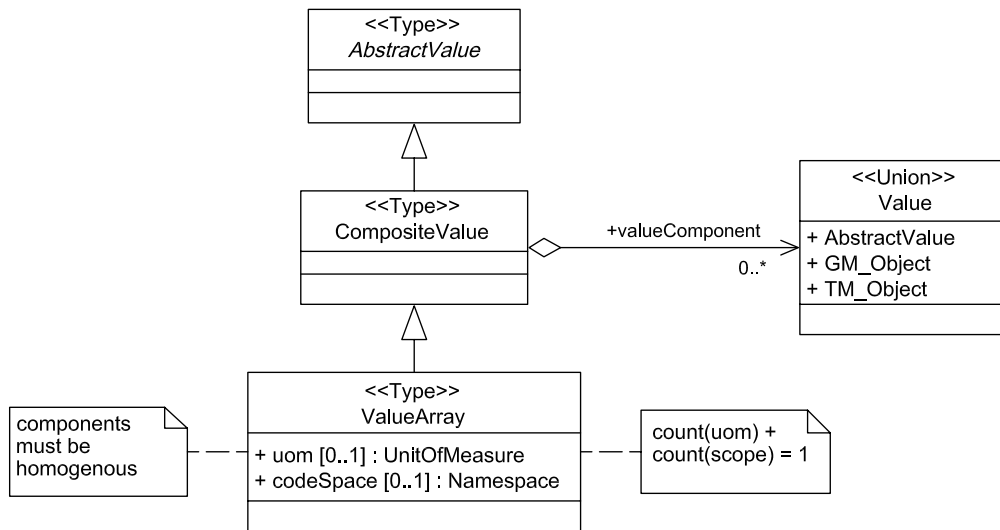 <<Type>>
AbstractValue
<<Type>>
CompositeValue
+valueComponent
0..*
<<Union>>
Value
+ AbstractValue
+ GM_Object
+ TM_Object
components
must be
homogenous
<<Type>>
ValueArray
+ uom [0..1] : UnitOfMeasure
+ codeSpace [0..1] : Namespace
count(uom) +
count(scope) = 1